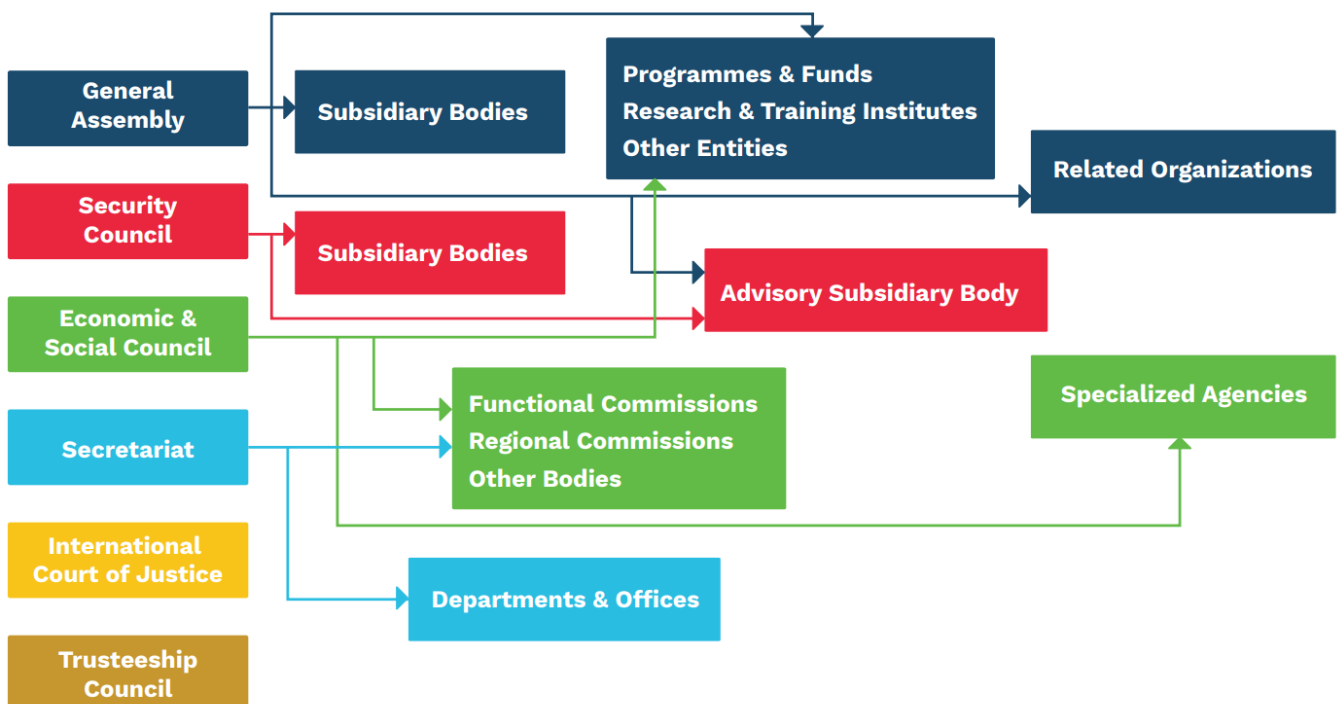 General
Assembly
Subsidiary Bodies
Programmes & Funds
Research & Training Institutes
Other Entities
Related Organizations
Security
Council
Subsidiary Bodies
Advisory Subsidiary Body
Economic &
Social Council
Functional Commissions
Regional Commissions
Other Bodies
Specialized Agencies
Secretariat
International
Court of Justice
Departments & Offices
Trusteeship
Council